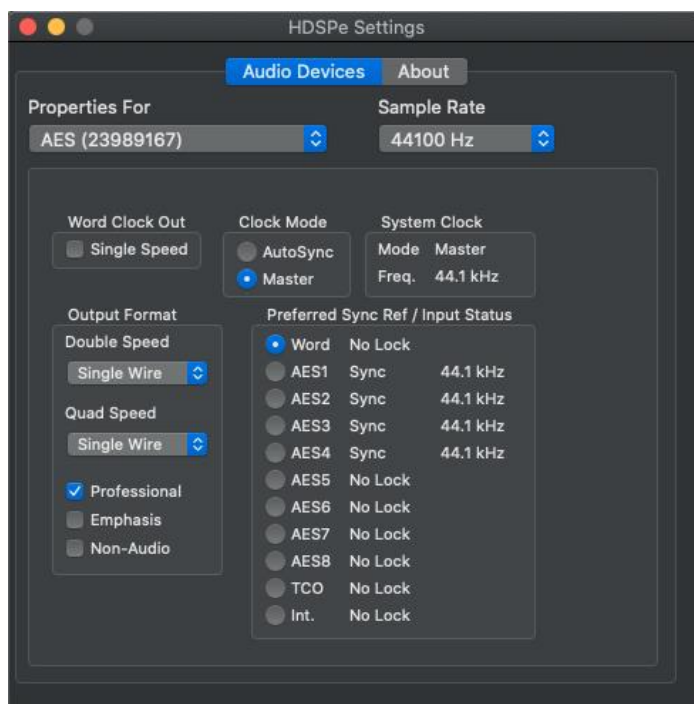 HDSPe Settings
Audio Devices About
Properties For Sample Rate
AES (23989167) 44100 Hz
Word Clock Out Clock Mode System Clock
Single Speed AutoSync Mode Master
Master Freq. 44.1 kHz
Output Format Preferred Sync Ref / Input Status
Double Speed Word No Lock
Single Wire AES1 Sync 44.1 kHz
AES2 Sync 44.1 kHz
Quad Speed AES3 Sync 44.1 kHz
Single Wire AES4 Sync 44.1 kHz
AES5 No Lock
Professional AES6 No Lock
Emphasis AES7 No Lock
Non-Audio AES8 No Lock
TCO No Lock
Int. No Lock